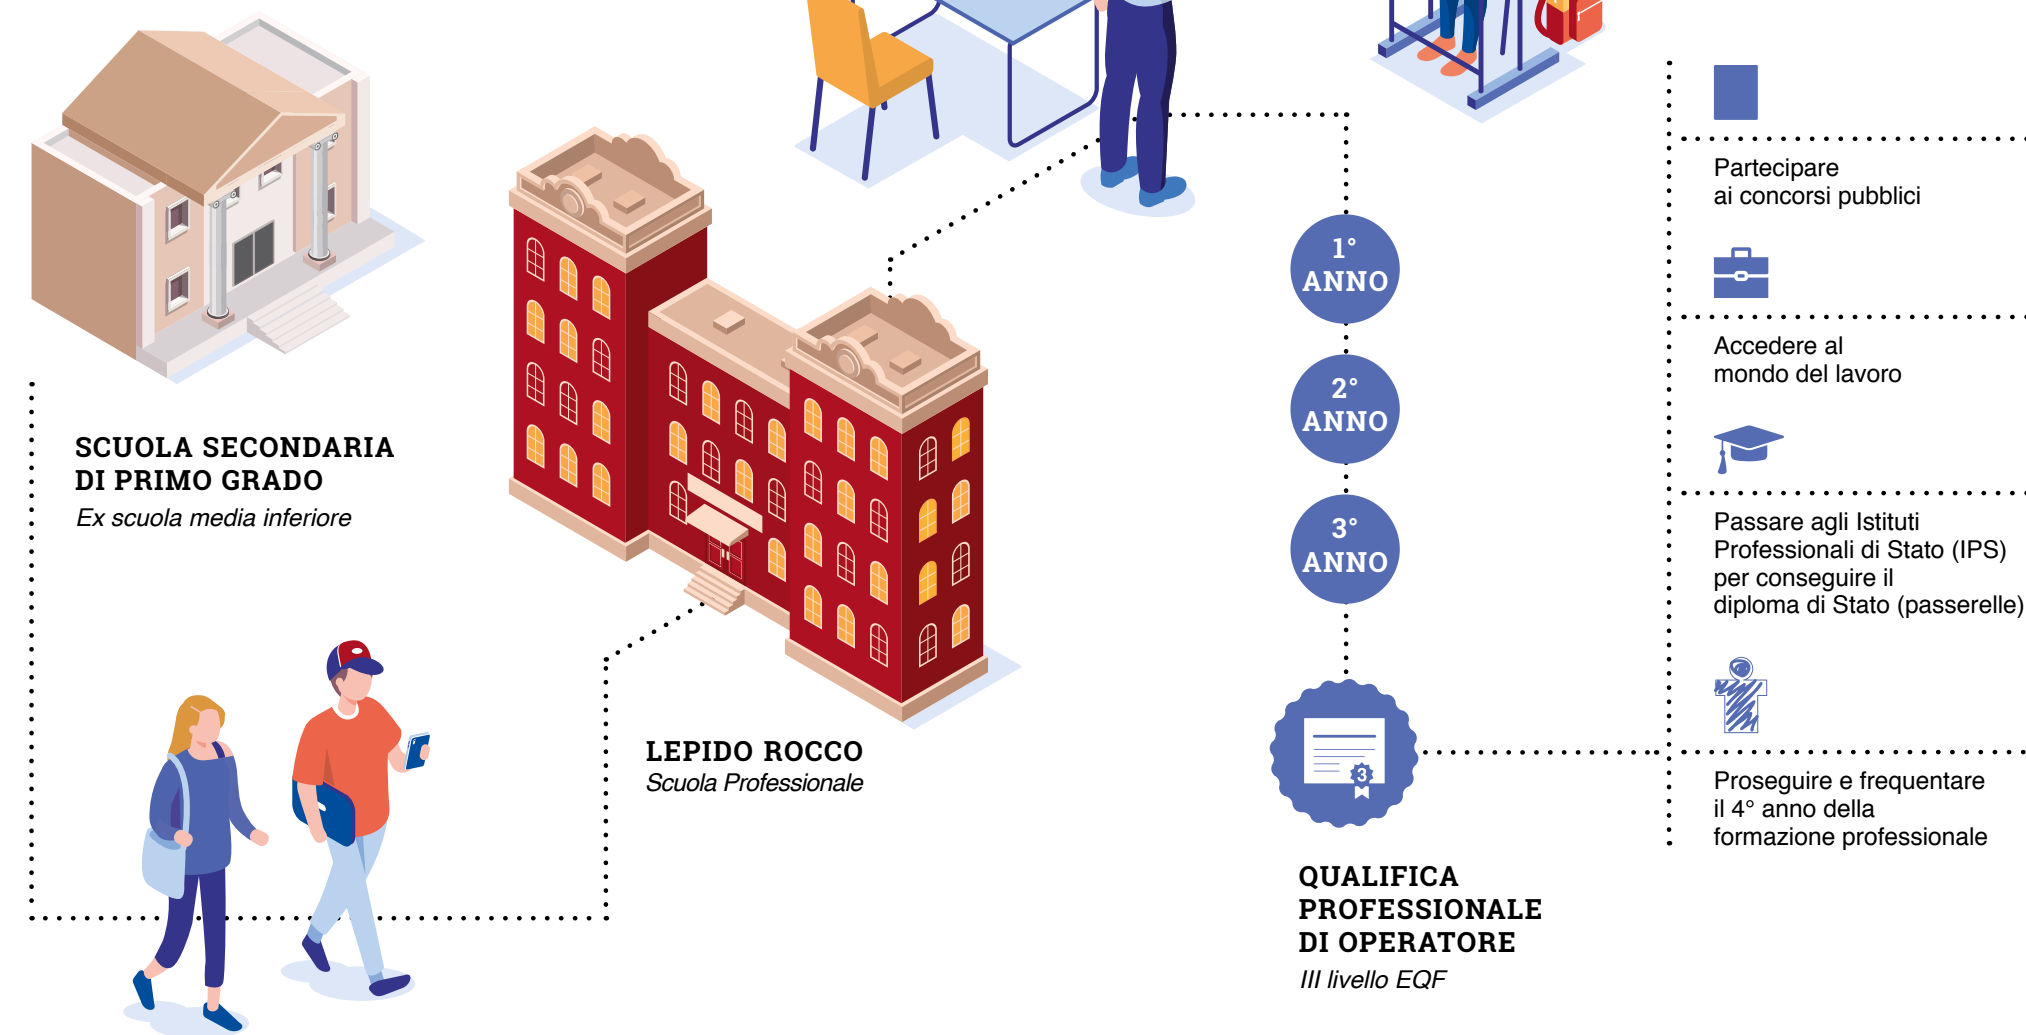 SCUOLA SECONDARIA
DI PRIMO GRADO
Ex scuola media inferiore
LEPIDO ROCCO
Scuola Professionale
1°
ANNO
2°
ANNO
3°
ANNO
3
QUALIFICA
PROFESSIONALE
DI OPERATORE
III livello EQF
Partecipare
ai concorsi pubblici
Accedere al
mondo del lavoro
Passare agli Istituti
Professionali di Stato (IPS)
per conseguire il
diploma di Stato (passerelle)
Proseguire e frequentare
il 4° anno della
formazione professionale